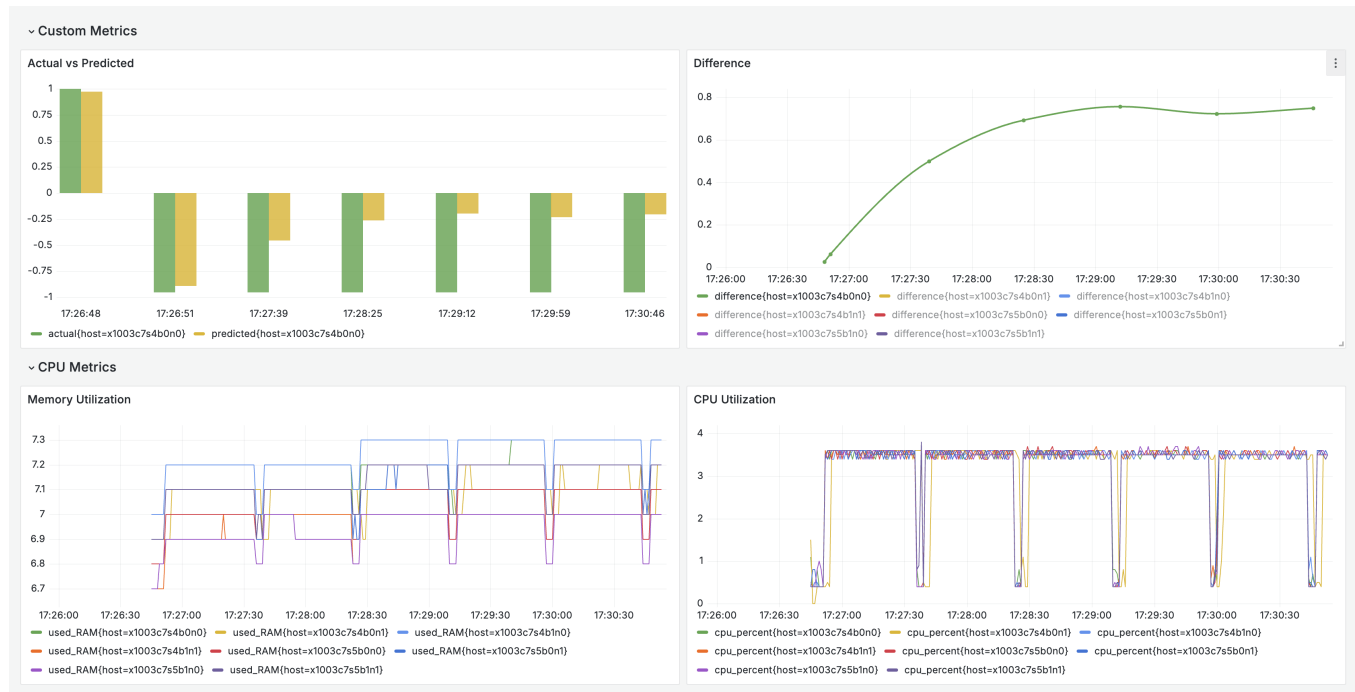 Custom Metrics
Actual vs Predicted
1
0.75
0.5
0.25
0
-0.25
-0.5
-0.75
-1
17:26:48 17:26:51 17:27:39 17:28:25 17:29:12 17:29:59 17:30:46
actual{host=x1003c7s4b0n0} predicted{host=x1003c7s4b0n0}
Difference
0.8
0.6
0.4
0.2
0
17:26:00 17:26:30 17:27:00 17:27:30 17:28:00 17:28:30 17:29:00 17:29:30 17:30:00 17:30:30
difference{host=x1003c7s4b0n0} difference{host=x1003c7s4b0n1} difference{host=x1003c7s4b1n0}
difference{host=x1003c7s4b1n1} difference{host=x1003c7s5b0n0} difference{host=x1003c7s5b0n1}
difference{host=x1003c7s5b1n0} difference{host=x1003c7s5b1n1}
CPU Metrics
Memory Utilization
7.3
7.2
7.1
7
6.9
6.8
6.7
17:26:00 17:26:30 17:27:00 17:27:30 17:28:00 17:28:30 17:29:00 17:29:30 17:30:00 17:30:30
used_RAM{host=x1003c7s4b0n0} used_RAM{host=x1003c7s4b0n1} used_RAM{host=x1003c7s4b1n0}
used_RAM{host=x1003c7s4b1n1} used_RAM{host=x1003c7s5b0n0} used_RAM{host=x1003c7s5b0n1}
used_RAM{host=x1003c7s5b1n0} used_RAM{host=x1003c7s5b1n1}
CPU Utilization
4
3
2
1
0
17:26:00 17:26:30 17:27:00 17:27:30 17:28:00 17:28:30 17:29:00 17:29:30 17:30:00 17:30:30
cpu_percent{host=x1003c7s4b0n0} cpu_percent{host=x1003c7s4b0n1} cpu_percent{host=x1003c7s4b1n0}
cpu_percent{host=x1003c7s4b1n1} cpu_percent{host=x1003c7s5b0n0} cpu_percent{host=x1003c7s5b0n1}
cpu_percent{host=x1003c7s5b1n0} cpu_percent{host=x1003c7s5b1n1}